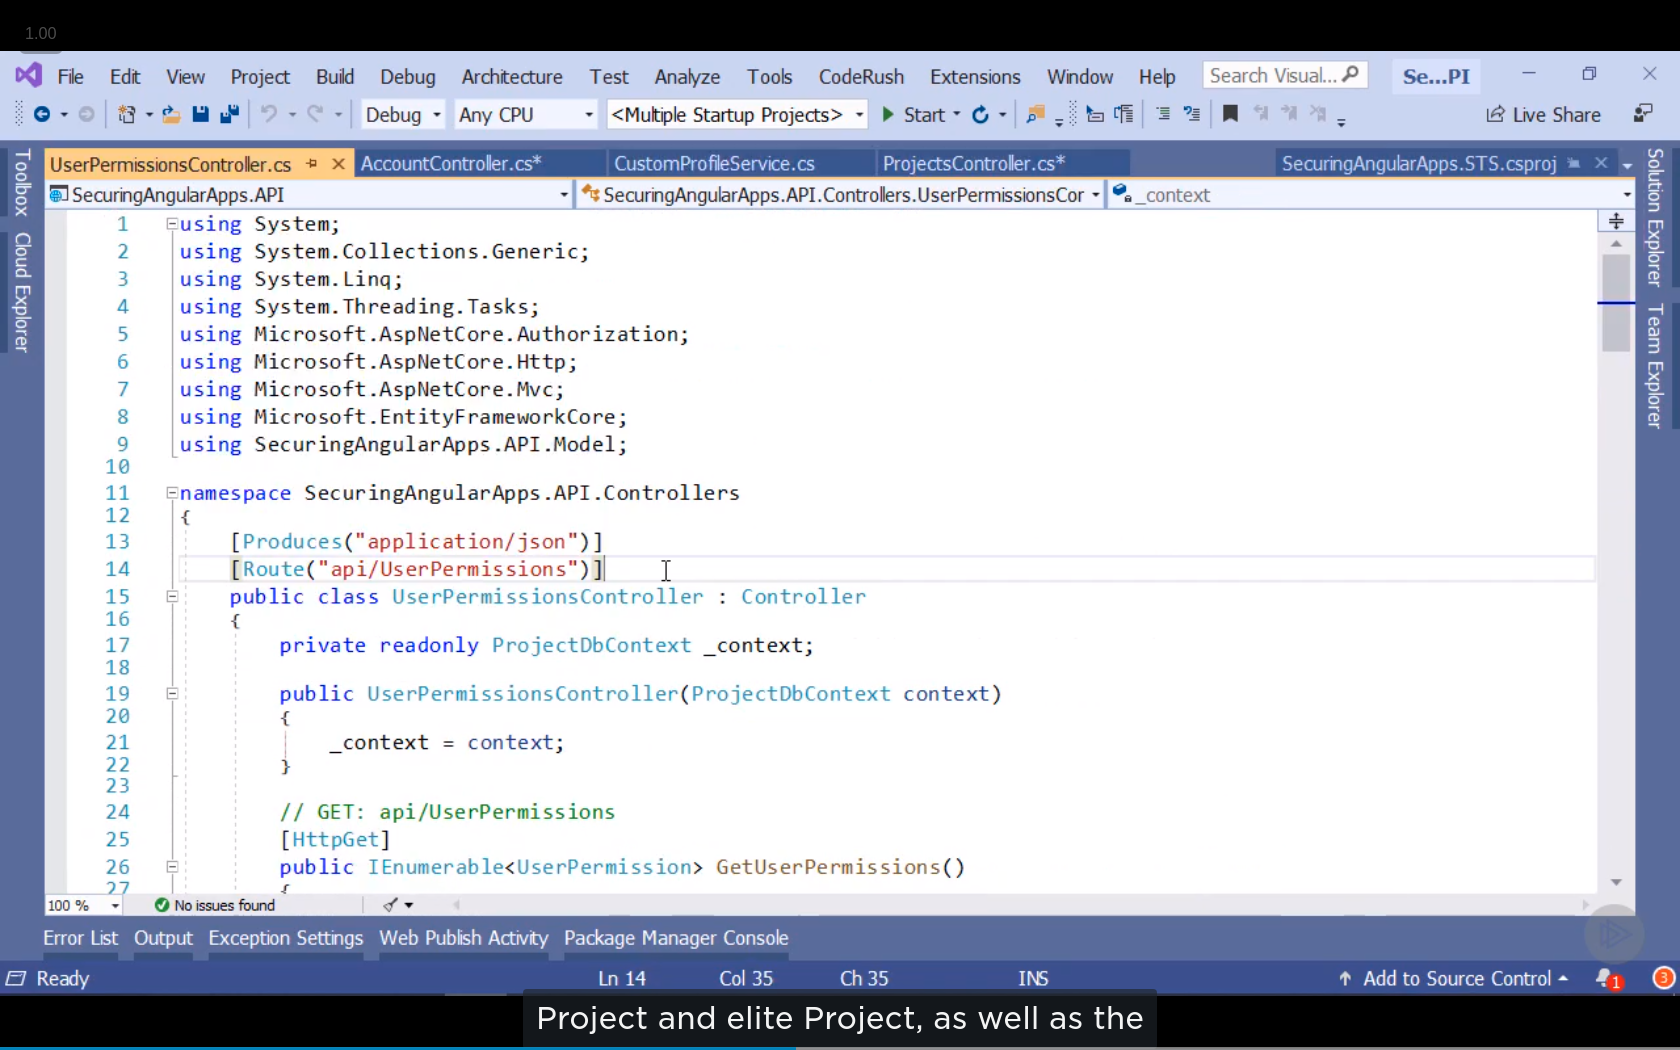 1.00
File Edit View Project Build Debug Architecture Test Tools Analyze CodeRush Extensions Window Help Search Visual... Se...PI
Debug Any CPU <Multiple Startup Projects> Start Live Share
UserPermissionsController.cs AccountController.cs* CustomProfileService.cs ProjectsController.cs* SecuringAngularApps.STS.csproj
SecuringAngularApps.API SecuringAngularApps.API.Controllers.UserPermissionsCor _context
Toolbox
Cloud Explorer
Solution Explorer
Team Explorer
1 using System;
2 using System.Collections.Generic;
3 using System.Linq;
4 using System.Threading.Tasks;
5 using Microsoft.AspNetCore.Authorization;
6 using Microsoft.AspNetCore.Http;
7 using Microsoft.AspNetCore.Mvc;
8 using Microsoft.EntityFrameworkCore;
9 using SecuringAngularApps.API.Model;
10
11 namespace SecuringAngularApps.API.Controllers
12 {
13 [Produces("application/json")]
14 [Route("api/UserPermissions")]
15 public class UserPermissionsController : Controller
16 {
17 private readonly ProjectDbContext _context;
18
19 public UserPermissionsController(ProjectDbContext context)
20 {
21 _context = context;
22 }
23
24 // GET: api/UserPermissions
25 [HttpGet]
26 public IEnumerable<UserPermission> GetUserPermissions()
27 {
100 % No issues found
Error List Output Exception Settings Web Publish Activity Package Manager Console
Ready Ln 14 Col 35 Ch 35 INS Add to Source Control 1 3
Project and elite Project, as well as the